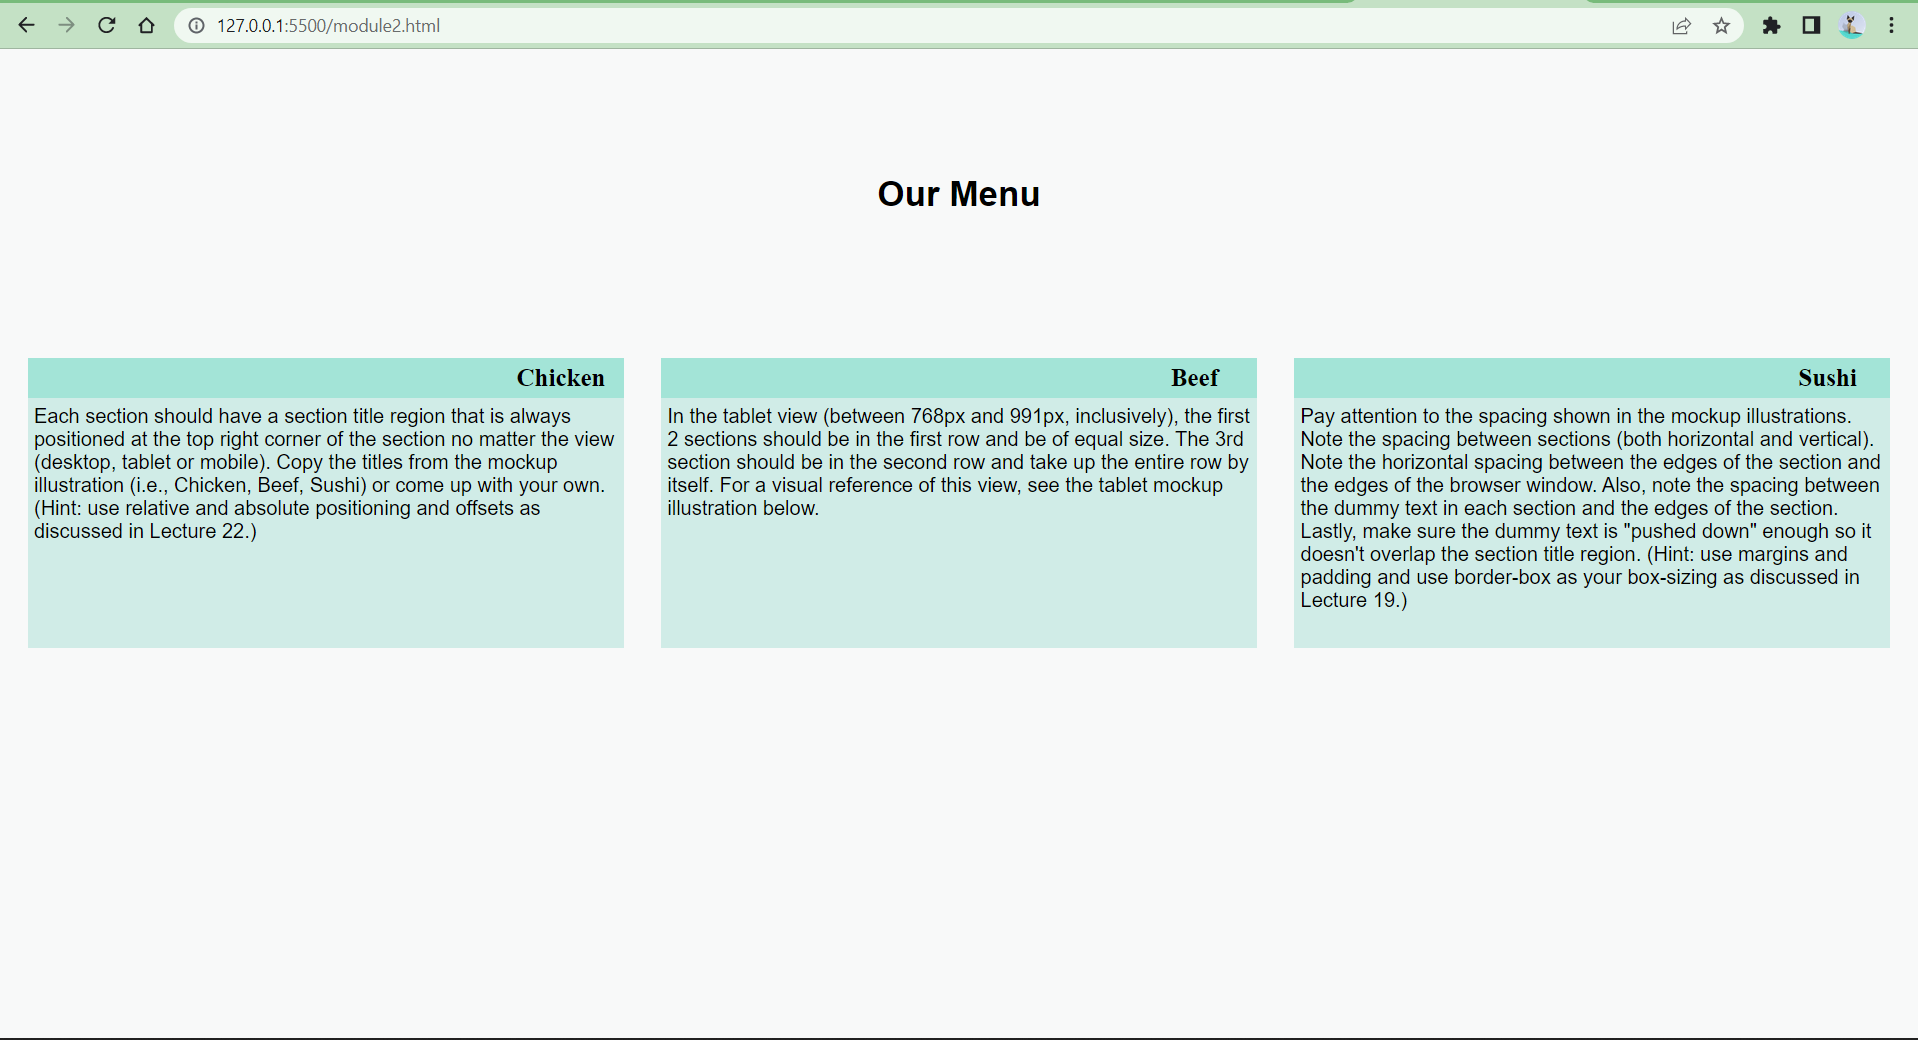 127.0.0.1:5500/module2.html
Our Menu
Chicken
Each section should have a section title region that is always
positioned at the top right corner of the section no matter the view
(desktop, tablet or mobile). Copy the titles from the mockup
illustration (i.e., Chicken, Beef, Sushi) or come up with your own.
(Hint: use relative and absolute positioning and offsets as
discussed in Lecture 22.)
Beef
In the tablet view (between 768px and 991px, inclusively), the first
2 sections should be in the first row and be of equal size. The 3rd
section should be in the second row and take up the entire row by
itself. For a visual reference of this view, see the tablet mockup
illustration below.
Sushi
Pay attention to the spacing shown in the mockup illustrations.
Note the spacing between sections (both horizontal and vertical).
Note the horizontal spacing between the edges of the section and
the edges of the browser window. Also, note the spacing between
the dummy text in each section and the edges of the section.
Lastly, make sure the dummy text is "pushed down" enough so it
doesn't overlap the section title region. (Hint: use margins and
padding and use border-box as your box-sizing as discussed in
Lecture 19.)